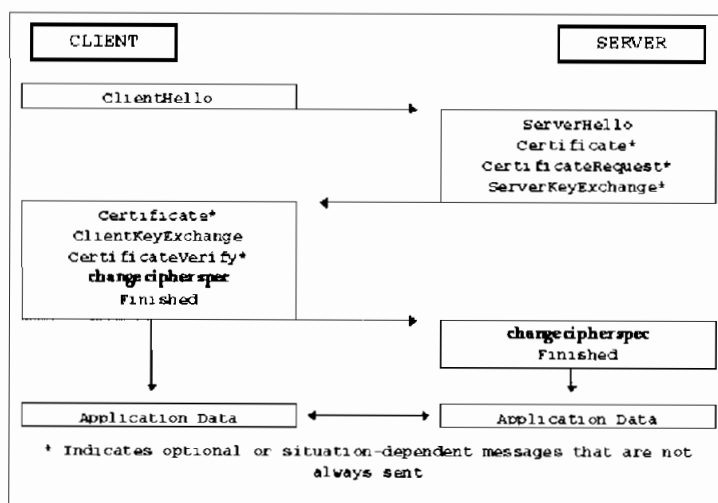 CLIENT
SERVER
ClientHello
ServerHello
Certificate*
CertificateRequest*
ServerKeyExchange*
Certificate*
ClientKeyExchange
CertificateVerify*
changecipherspec
Finished
changecipherspec
Finished
Application Data
Application Data
* Indicates optional or situation-dependent messages that are not
always sent